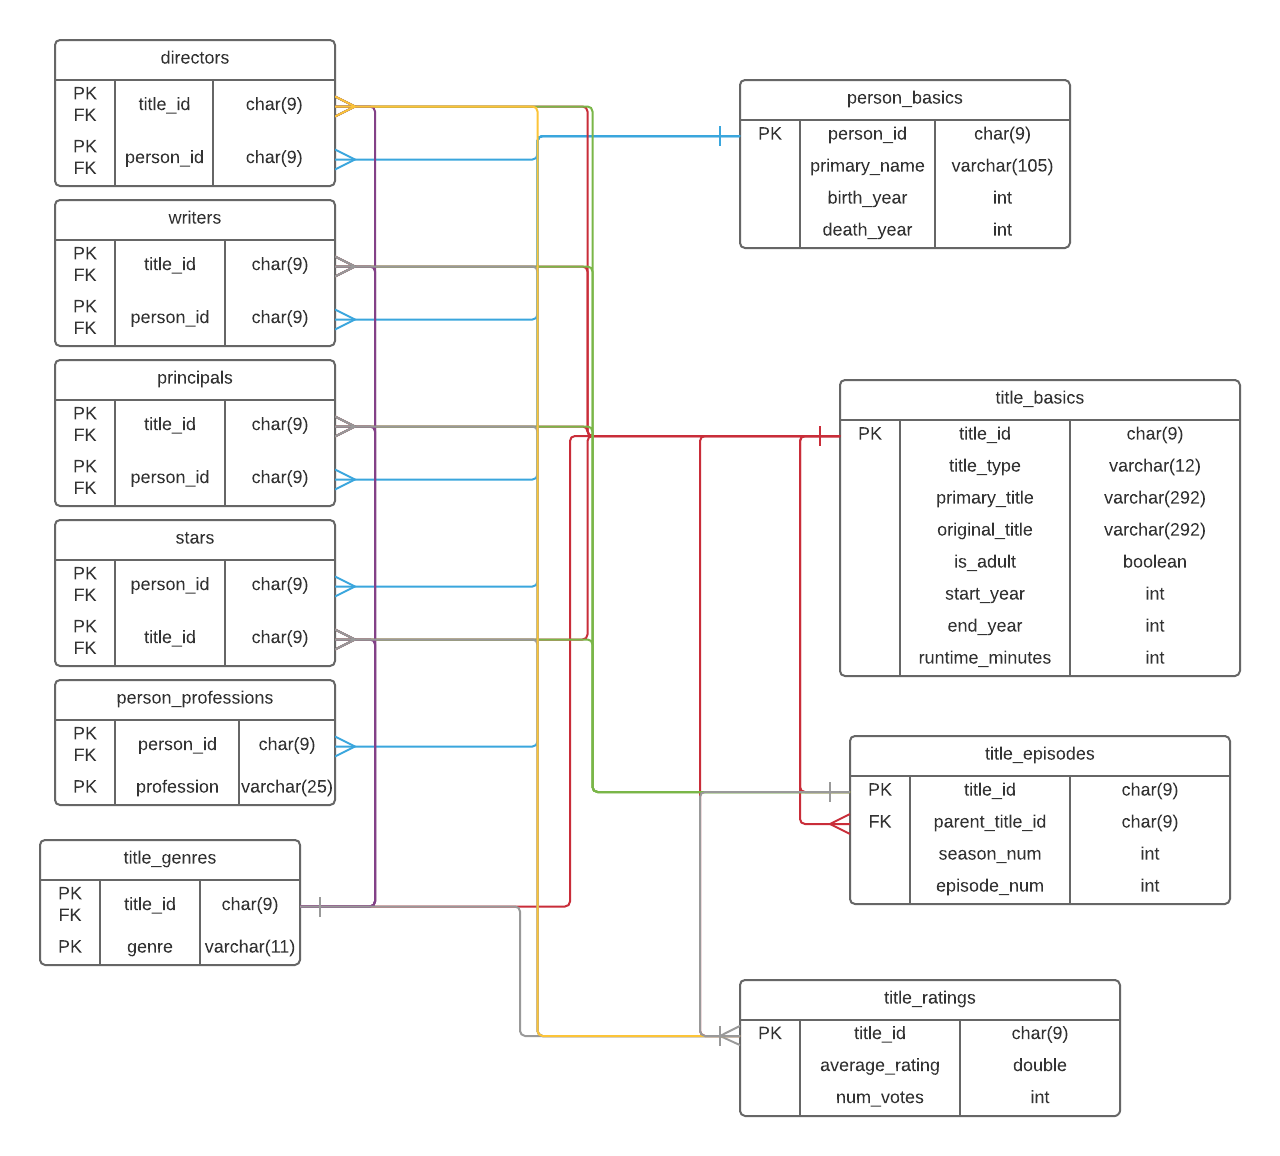 directors
PK
FK
title_id
char(9)
PK
FK
person_id
char(9)
writers
PK
FK
title_id
char(9)
PK
FK
person_id
char(9)
principals
PK
FK
title_id
char(9)
PK
FK
person_id
char(9)
stars
PK
FK
person_id
char(9)
PK
FK
title_id
char(9)
person_professions
PK
FK
person_id
char(9)
PK
profession
varchar(25)
title_genres
PK
FK
title_id
char(9)
PK
genre
varchar(11)
person_basics
PK
person_id
char(9)
primary_name
varchar(105)
birth_year
int
death_year
int
title_basics
PK
title_id
char(9)
title_type
varchar(12)
primary_title
varchar(292)
original_title
varchar(292)
is_adult
boolean
start_year
int
end_year
int
runtime_minutes
int
title_episodes
PK
title_id
char(9)
FK
parent_title_id
char(9)
season_num
int
episode_num
int
title_ratings
PK
title_id
char(9)
average_rating
double
num_votes
int